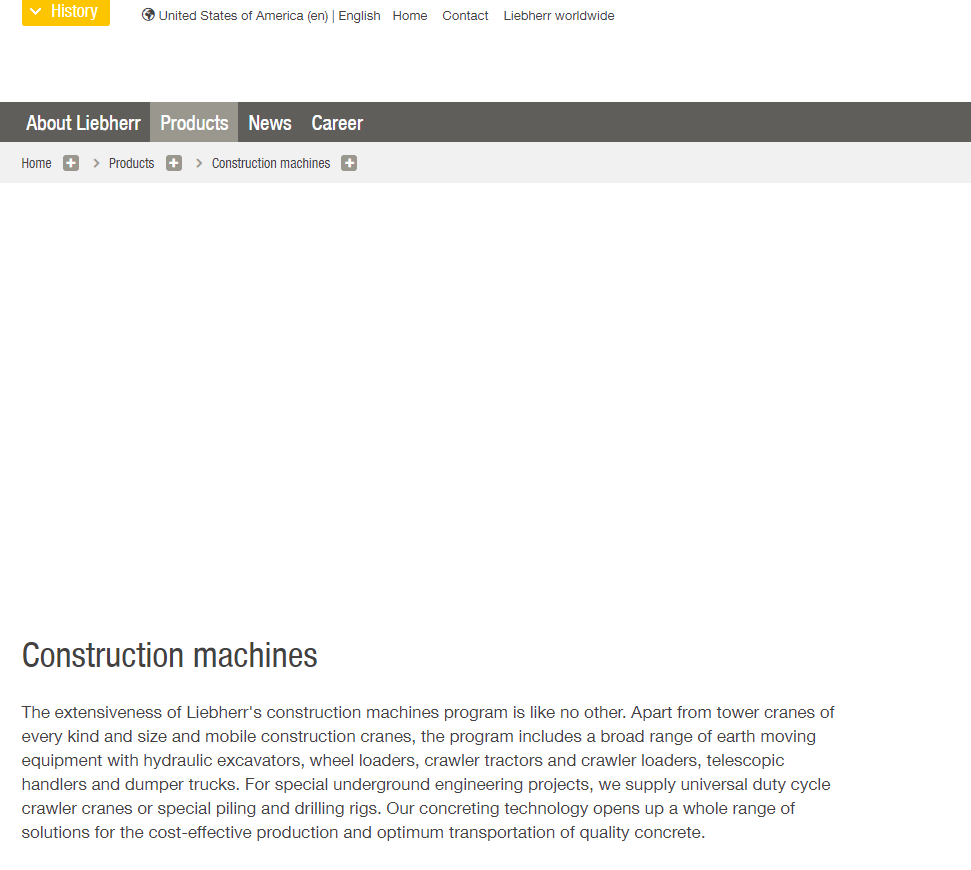 History
United States of America (en) | English Home Contact Liebherr worldwide
About Liebherr Products News Career
Home > Products > Construction machines
Construction machines
The extensiveness of Liebherr's construction machines program is like no other. Apart from tower cranes of
every kind and size and mobile construction cranes, the program includes a broad range of earth moving
equipment with hydraulic excavators, wheel loaders, crawler tractors and crawler loaders, telescopic
handlers and dumper trucks. For special underground engineering projects, we supply universal duty cycle
crawler cranes or special piling and drilling rigs. Our concreting technology opens up a whole range of
solutions for the cost-effective production and optimum transportation of quality concrete.